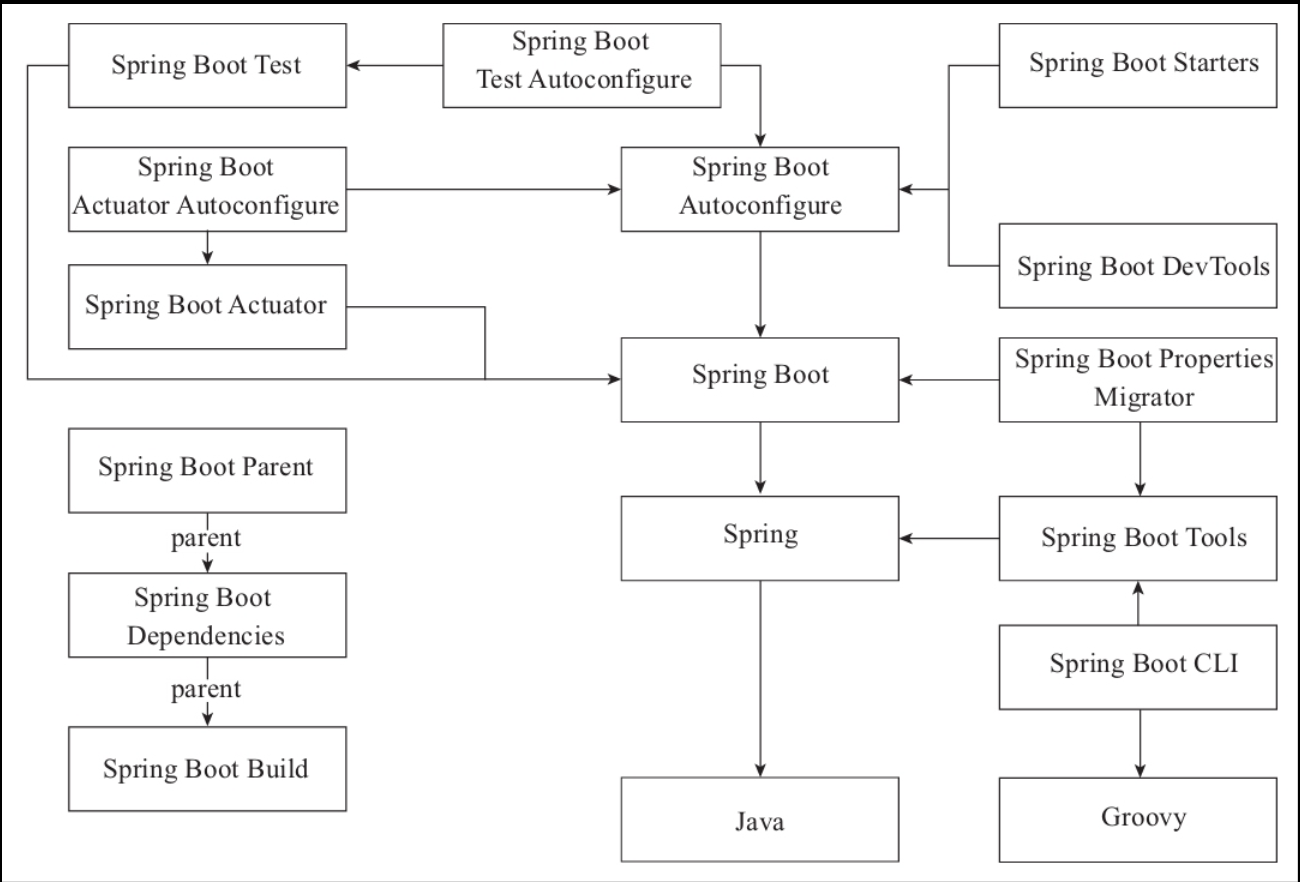 Spring Boot Test
Spring Boot
Test Autoconfigure
Spring Boot Starters
Spring Boot
Actuator Autoconfigure
Spring Boot
Autoconfigure
Spring Boot DevTools
Spring Boot Actuator
Spring Boot
Spring Boot Properties
Migrator
Spring Boot Parent
parent
Spring
Spring Boot Tools
Spring Boot
Dependencies
parent
Spring Boot CLI
Spring Boot Build
Java
Groovy